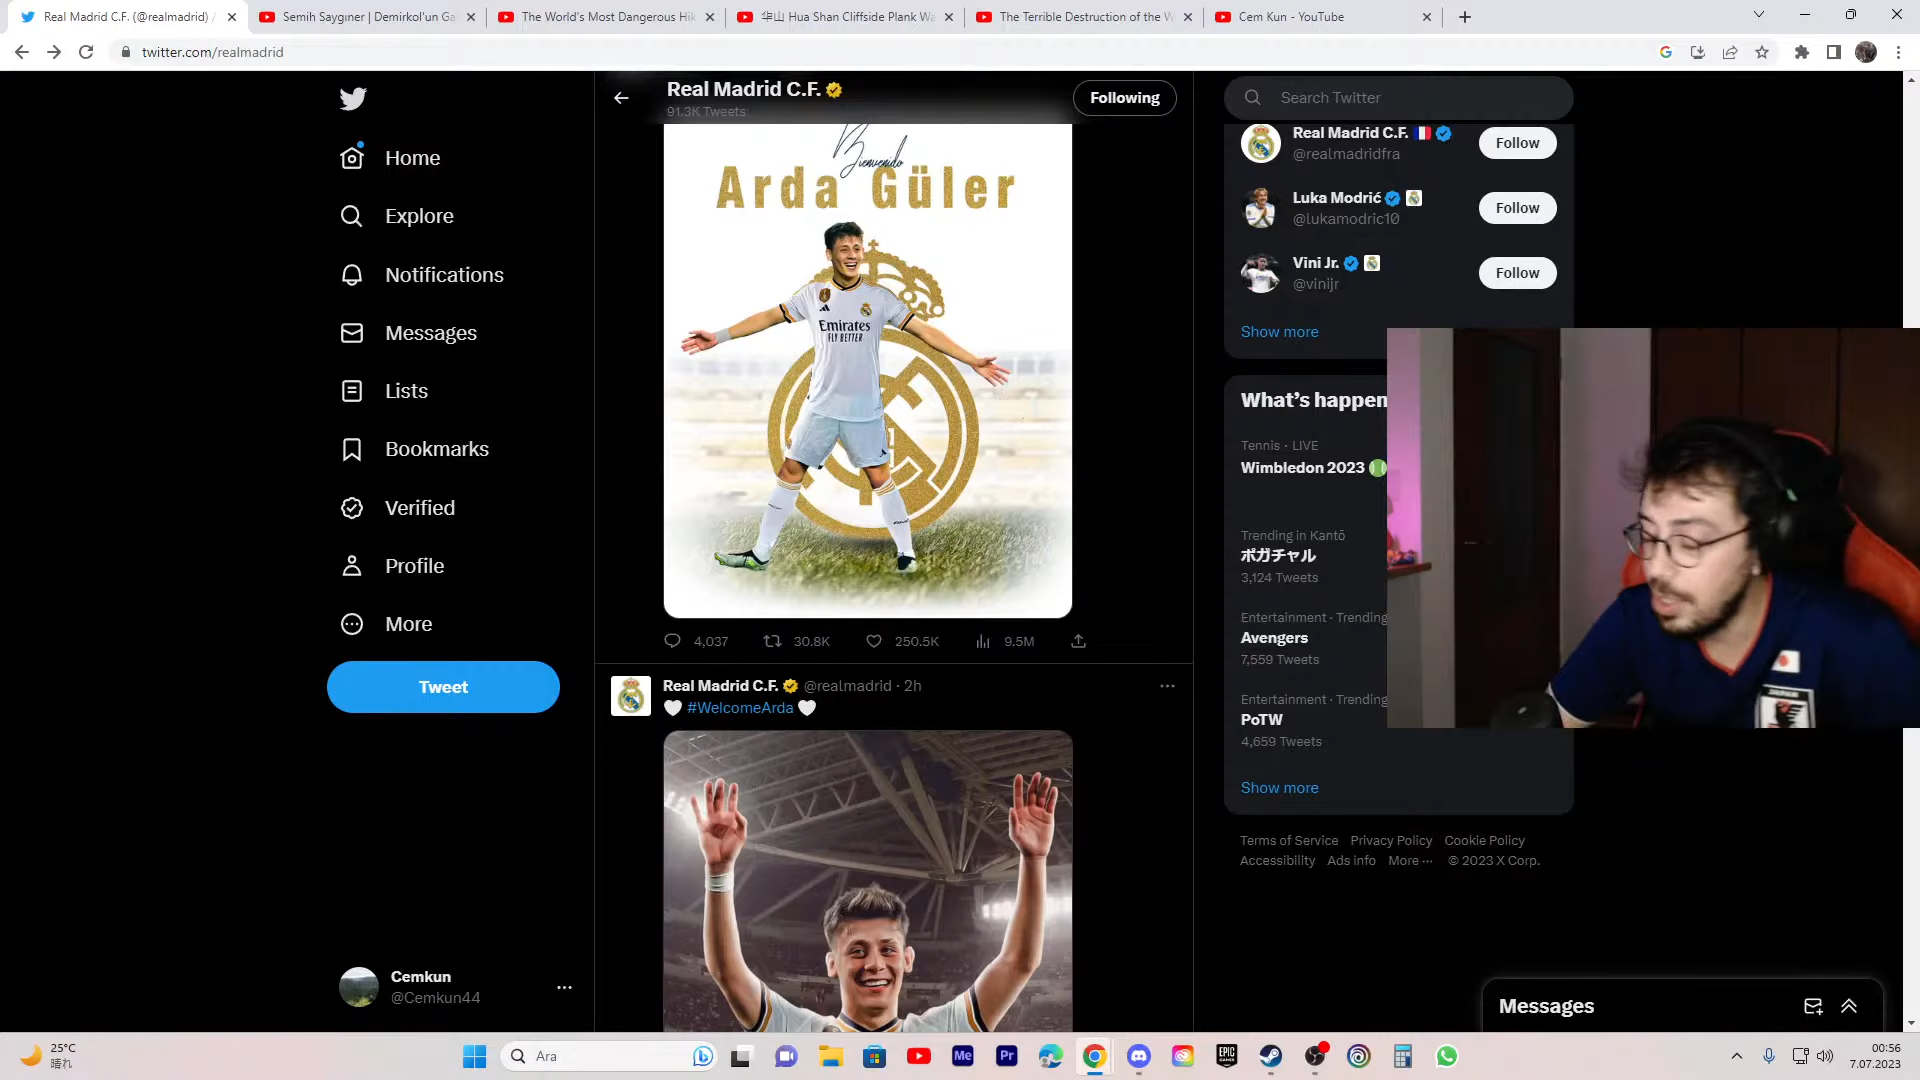 Real Madrid C.F. (@realmadrid) /
Semih Saygıner | Demirkol'un Ga
The World's Most Dangerous Hik
华山 Hua Shan Cliffside Plank Wa
The Terrible Destruction of the W
Cem Kun - YouTube
twitter.com/realmadrid
Home
Explore
Notifications
Messages
Lists
Bookmarks
Verified
Profile
More
Tweet
Cemkun
@Cemkun44
Real Madrid C.F.
91.3K Tweets
Following
Bienvenido
Arda Güler
Emirates
FLY BETTER
4,037
30.8K
250.5K
9.5M
Real Madrid C.F. @realmadrid · 2h
#WelcomeArda
Search Twitter
Real Madrid C.F.
@realmadridfra
Follow
Luka Modrić
@lukamodric10
Follow
Vini Jr.
@vinijr
Follow
Show more
What's happen
Tennis · LIVE
Wimbledon 2023
Trending in Kantō
ポガチャル
3,124 Tweets
Entertainment · Trending
Avengers
7,559 Tweets
Entertainment · Trending
PoTW
4,659 Tweets
Show more
Terms of Service Privacy Policy Cookie Policy
Accessibility Ads info More ··· © 2023 X Corp.
Messages
25°C
晴れ
Ara
Me
Pr
EPIC
GAMES
00:56
7.07.2023